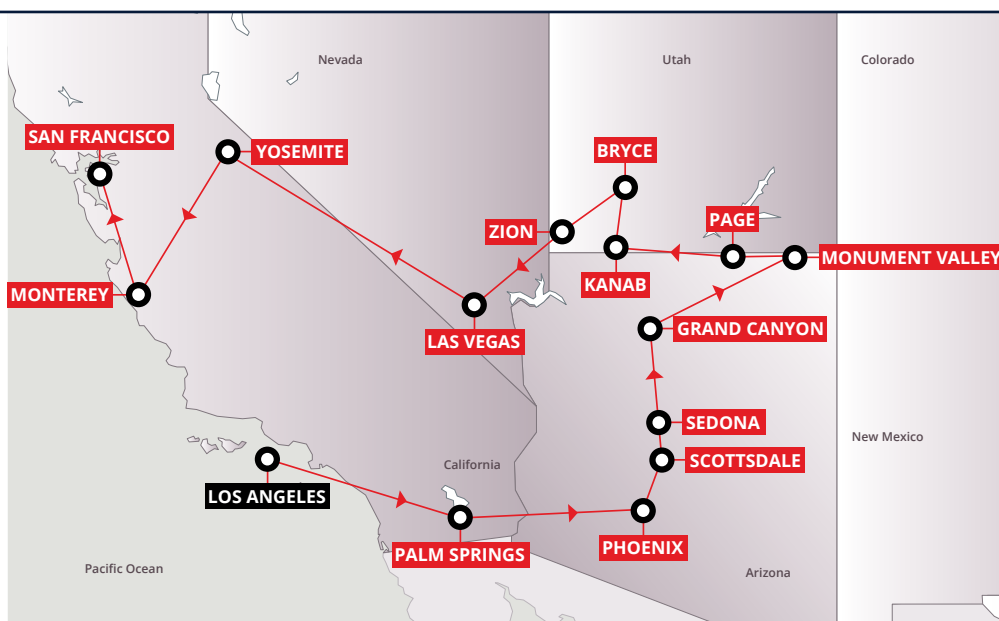 Nevada
Utah
Colorado
SAN FRANCISCO
YOSEMITE
BRYCE
PAGE
ZION
MONUMENT VALLEY
KANAB
MONTEREY
GRAND CANYON
LAS VEGAS
SEDONA
New Mexico
SCOTTSDALE
California
LOS ANGELES
PHOENIX
PALM SPRINGS
Pacific Ocean
Arizona